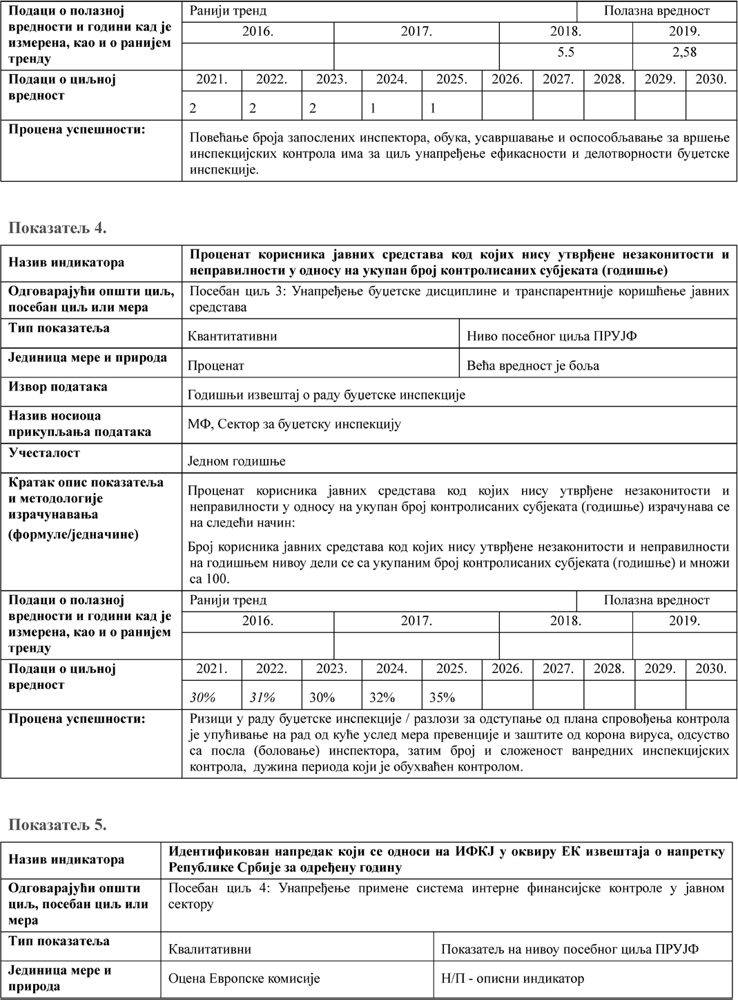 Подаци о полазној
вредности и години кад је
измерена, као и о ранијем
тренду
Ранији тренд
Полазна вредност
2016. 2017. 2018. 2019.
5.5 2,58
Подаци о циљној
вредност
2021. 2022. 2023. 2024. 2025. 2026. 2027. 2028. 2029. 2030.
2 2 2 1 1
Процена успешности:
Повећање броја запослених инспектора, обука, усавршавање и оспособљавање за вршење
инспекцијских контрола има за циљ унапређење ефикасности и делотворности буџетске
инспекције.
Показатељ 4.
Назив индикатора
Проценат корисника јавних средстава код којих нису утврђене незаконитости и
неправилности у односу на укупан број контролисаних субјеката (годишње)
Одговарајући општи циљ,
посебан циљ или мера
Посебан циљ 3: Унапређење буџетске дисциплине и транспарентније коришћење јавних
средстава
Тип показатеља
Квантитативни
Ниво посебног циља ПРУЈФ
Јединица мере и природа
Проценат
Већа вредност је боља
Извор података
Годишњи извештај о раду буџетске инспекције
Назив носиоца
прикупљања података
МФ, Сектор за буџетску инспекцију
Учесталост
Једном годишње
Кратак опис показатеља
и методологије
израчунавања
(формуле/једначине)
Проценат корисника јавних средстава код којих нису утврђене незаконитости и
неправилности у односу на укупан број контролисаних субјеката (годишње) израчунава се
на следећи начин:
Број корисника јавних средстава код којих нису утврђене незаконитости и неправилности
на годишњем нивоу дели се са укупаним број контролисаних субјеката (годишње) и множи
са 100.
Подаци о полазној
вредности и години кад је
измерена, као и о ранијем
тренду
Ранији тренд
Полазна вредност
2016. 2017. 2018. 2019.
Подаци о циљној
вредност
2021. 2022. 2023. 2024. 2025. 2026. 2027. 2028. 2029. 2030.
30% 31% 30% 32% 35%
Процена успешности:
Ризици у раду буџетске инспекције / разлози за одступање од плана спровођења контрола
је упућивање на рад од куће услед мера превенције и заштите од корона вируса, одсуство
са посла (боловање) инспектора, затим број и сложеност ванредних инспекцијских
контрола, дужина периода који је обухваћен контролом.
Показатељ 5.
Назив индикатора
Идентификован напредак који се односи на ИФКЈ у оквиру ЕК извештаја о напретку
Републике Србије за одређену годину
Одговарајући општи
циљ, посебан циљ или
мера
Посебан циљ 4: Унапређење примене система интерне финансијске контроле у јавном
сектору
Тип показатеља
Квалитативни
Показатељ на нивоу посебног циља ПРУЈФ
Јединица мере и
природа
Оцена Европске комисије
Н/П - описни индикатор